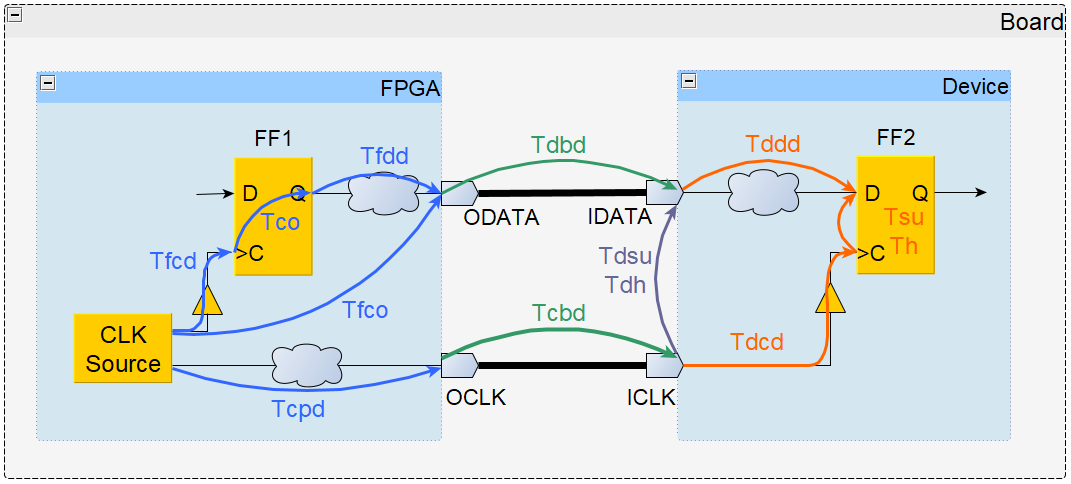 Board
FPGA
Device
FF1
FF2
Tfdd
Tdbd
Tddd
D Q
D Q
Tco
ODATA
IDATA
Tsu
Th
>C
>C
Tfcd
Tdsu
Tdh
Tfco
Tcbd
Tdcd
CLK
Source
OCLK
ICLK
Tcpd